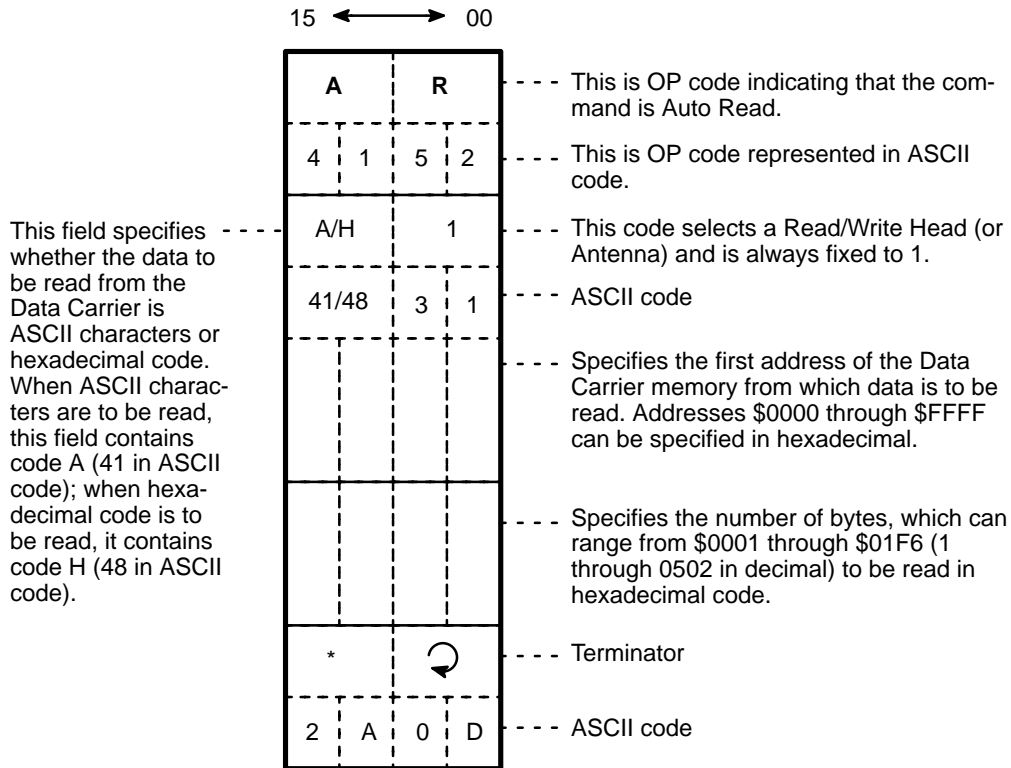 15 00
A R
This is OP code indicating that the com-
mand is Auto Read.
4 1 5 2
This is OP code represented in ASCII
code.
This field specifies
whether the data to
be read from the
Data Carrier is
ASCII characters or
hexadecimal code.
When ASCII charac-
ters are to be read,
this field contains
code A (41 in ASCII
code); when hexa-
decimal code is to
be read, it contains
code H (48 in ASCII
code).
A/H 1
This code selects a Read/Write Head (or
Antenna) and is always fixed to 1.
41/48 3 1
ASCII code
Specifies the first address of the Data
Carrier memory from which data is to be
read. Addresses $0000 through $FFFF
can be specified in hexadecimal.
Specifies the number of bytes, which can
range from $0001 through $01F6 (1
through 0502 in decimal) to be read in
hexadecimal code.
*
Terminator
2 A 0 D
ASCII code